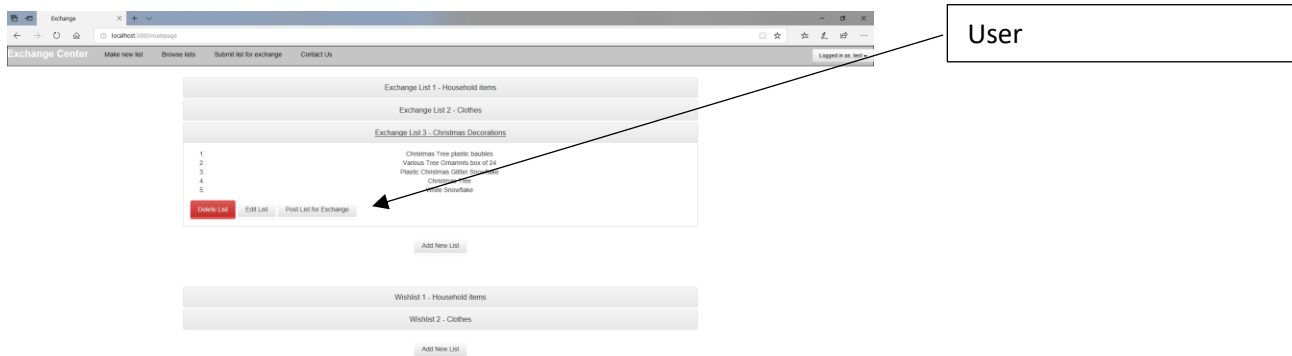 Exchange
localhost:3000/mainpage
Exchange Center Make new list Browse lists Submit list for exchange Contact Us Logged in as: test
User
Exchange List 1 - Household items
Exchange List 2 - Clothes
Exchange List 3 - Christmas Decorations
1. Christmas Tree plastic baubles
2. Various Tree Ornamnts box of 24
3. Plastic Christmas Glitter Snowflake
4. Christmas Tree
5. White Snowflake
Delete List Edit List Post List for Exchange
Add New List
Wishlist 1 - Household items
Wishlist 2 - Clothes
Add New List